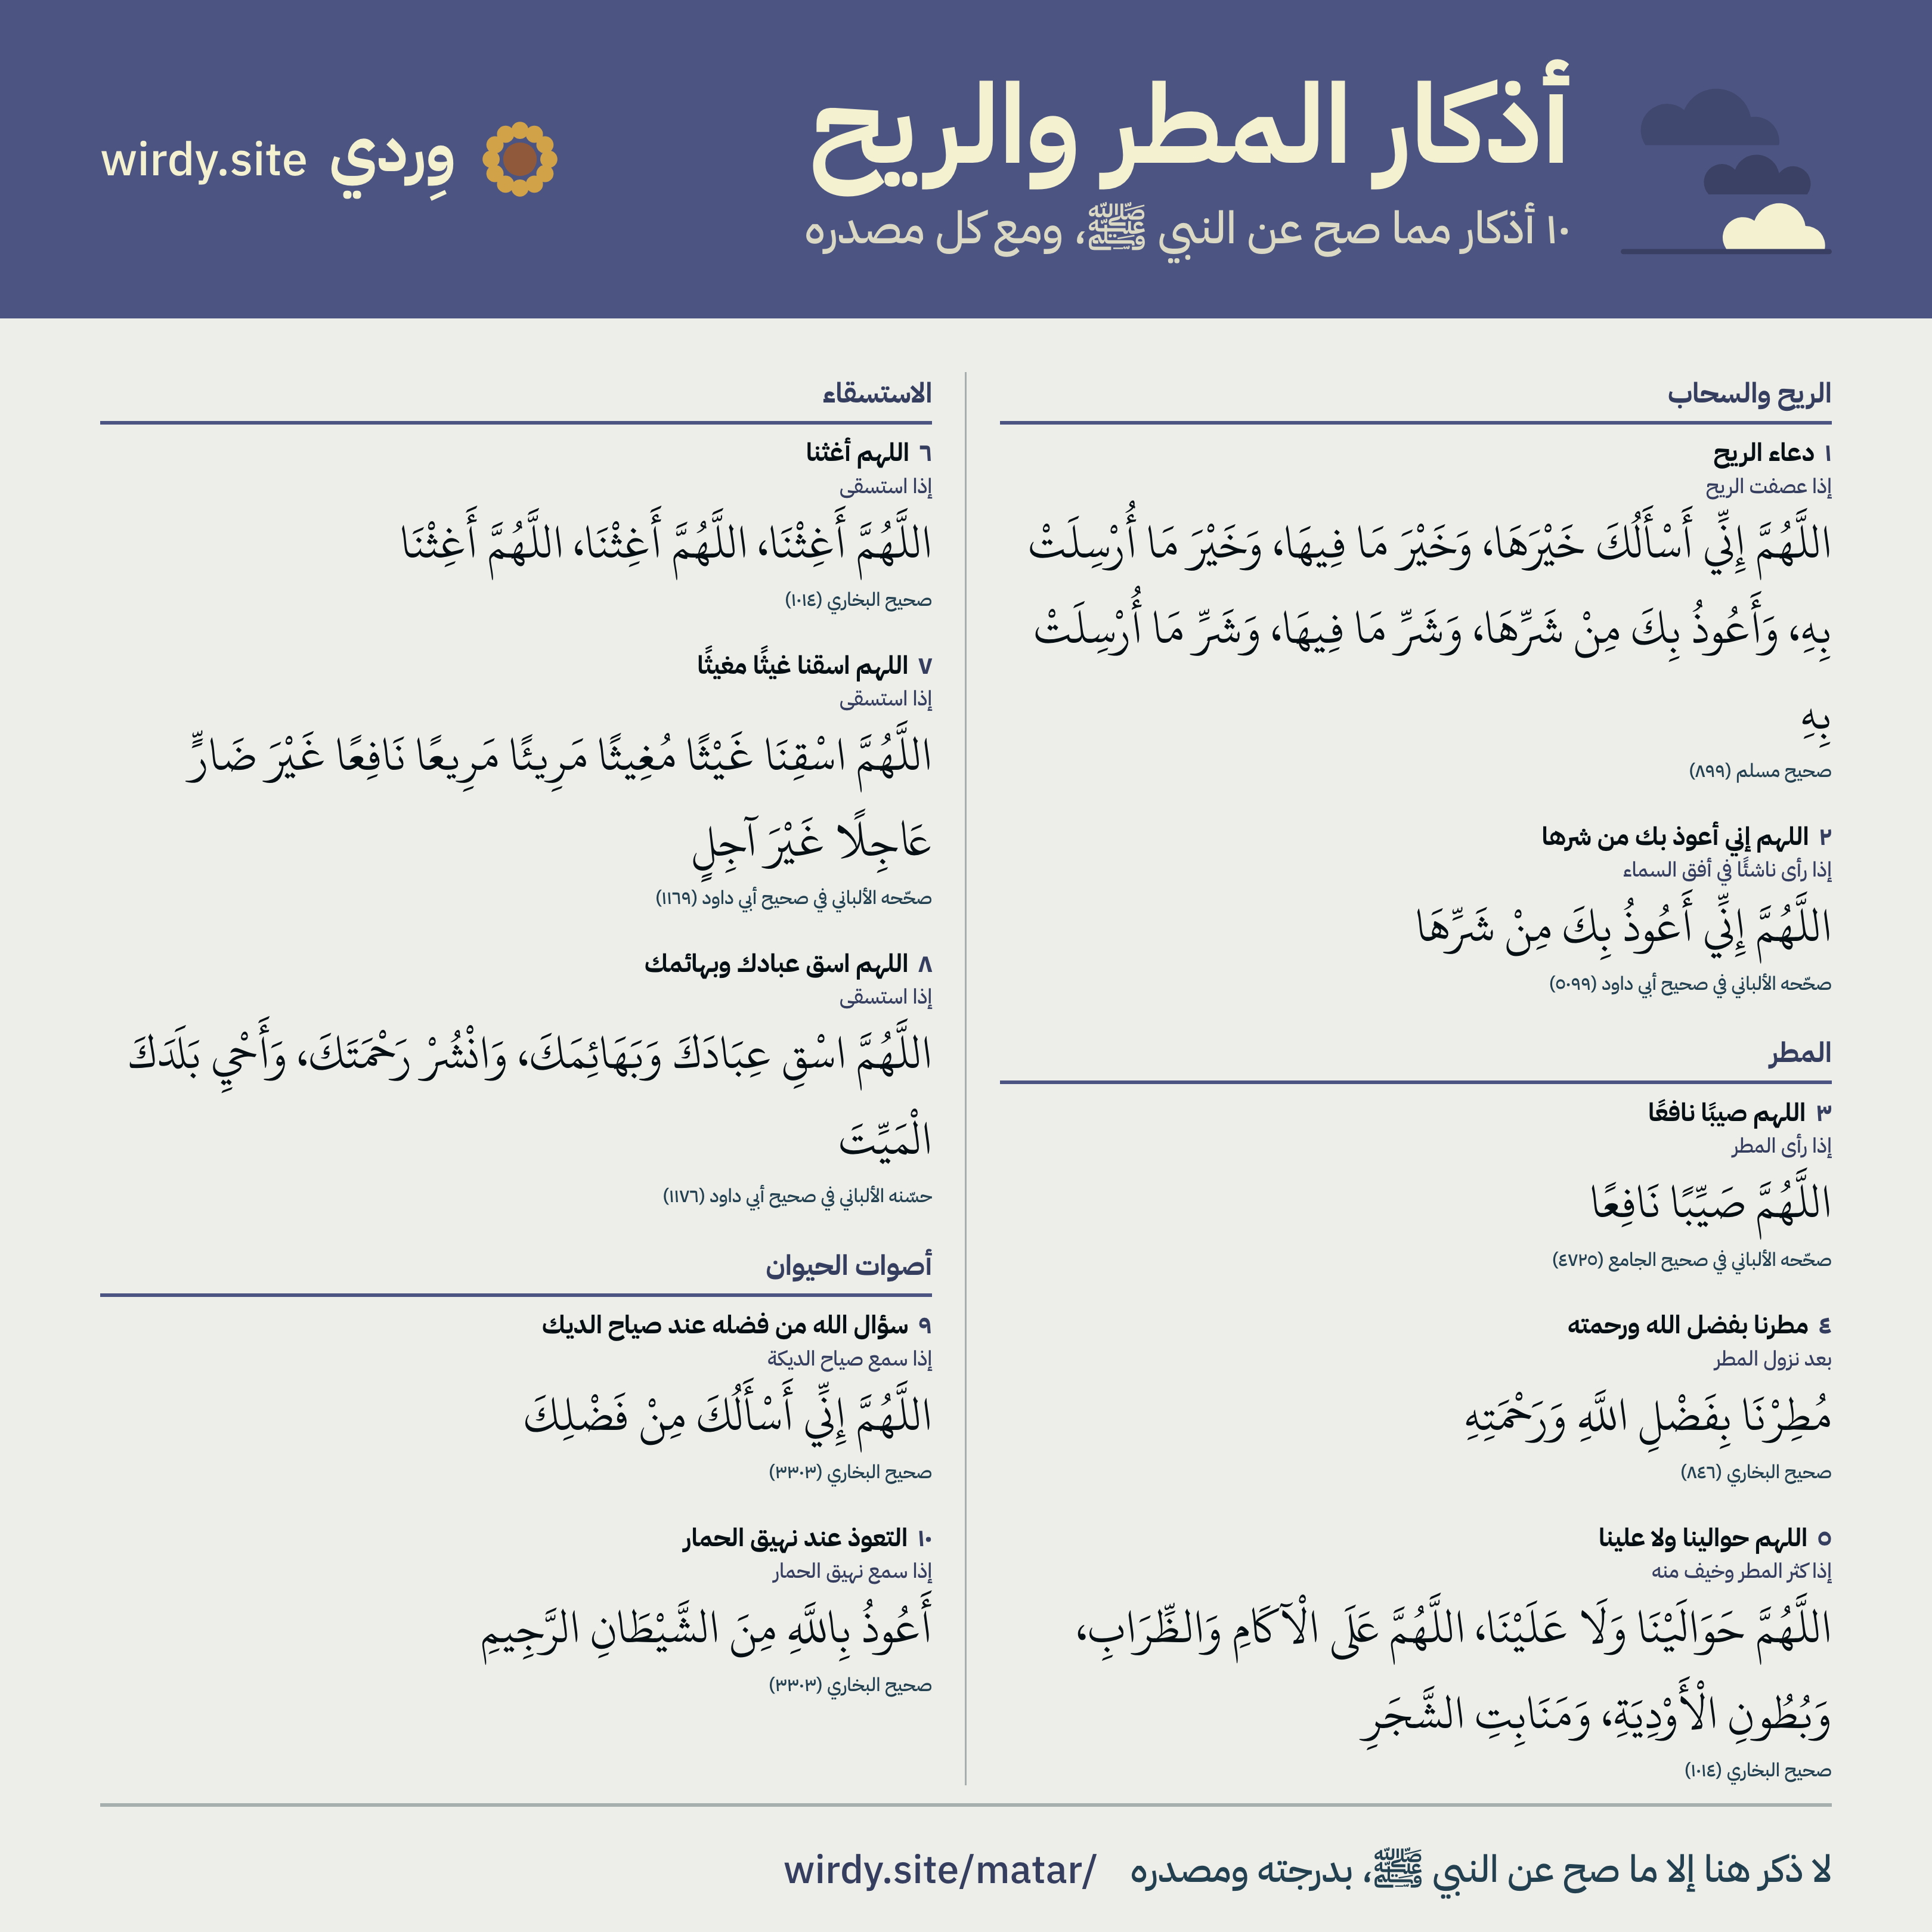 أذكار المطر والريح
١٠ أذكار مما صح عن النبي ﷺ، ومع كل مصدره
وِردي wirdy.site
الريح والسحاب
١ دعاء الريح
إذا عصفت الريح
اللَّهُمَّ إِنِّي أَسْأَلُكَ خَيْرَهَا، وَخَيْرَ مَا فِيهَا، وَخَيْرَ مَا أُرْسِلَتْ
بِهِ، وَأَعُوذُ بِكَ مِنْ شَرِّهَا، وَشَرِّ مَا فِيهَا، وَشَرِّ مَا أُرْسِلَتْ
بِهِ
صحيح مسلم (٨٩٩)
٢ اللهم إني أعوذ بك من شرها
إذا رأى ناشئًا في أفق السماء
اللَّهُمَّ إِنِّي أَعُوذُ بِكَ مِنْ شَرِّهَا
صحّحه الألباني في صحيح أبي داود (٥٠٩٩)
المطر
٣ اللهم صيبًا نافعًا
إذا رأى المطر
اللَّهُمَّ صَيِّبًا نَافِعًا
صحّحه الألباني في صحيح الجامع (٤٧٢٥)
٤ مطرنا بفضل الله ورحمته
بعد نزول المطر
مُطِرْنَا بِفَضْلِ اللَّهِ وَرَحْمَتِهِ
صحيح البخاري (٨٤٦)
٥ اللهم حوالينا ولا علينا
إذا كثر المطر وخيف منه
اللَّهُمَّ حَوَالَيْنَا وَلَا عَلَيْنَا، اللَّهُمَّ عَلَى الْآكَامِ وَالظِّرَابِ،
وَبُطُونِ الْأَوْدِيَةِ، وَمَنَابِتِ الشَّجَرِ
صحيح البخاري (١٠١٤)
الاستسقاء
٦ اللهم أغثنا
إذا استسقى
اللَّهُمَّ أَغِثْنَا، اللَّهُمَّ أَغِثْنَا، اللَّهُمَّ أَغِثْنَا
صحيح البخاري (١٠١٤)
٧ اللهم اسقنا غيثًا مغيثًا
إذا استسقى
اللَّهُمَّ اسْقِنَا غَيْثًا مُغِيثًا مَرِيئًا مَرِيعًا نَافِعًا غَيْرَ ضَارٍّ
عَاجِلًا غَيْرَ آجِلٍ
صحّحه الألباني في صحيح أبي داود (١١٦٩)
٨ اللهم اسق عبادك وبهائمك
إذا استسقى
اللَّهُمَّ اسْقِ عِبَادَكَ وَبَهَائِمَكَ، وَانْشُرْ رَحْمَتَكَ، وَأَحْيِ بَلَدَكَ
الْمَيِّتَ
حسّنه الألباني في صحيح أبي داود (١١٧٦)
أصوات الحيوان
٩ سؤال الله من فضله عند صياح الديك
إذا سمع صياح الديكة
اللَّهُمَّ إِنِّي أَسْأَلُكَ مِنْ فَضْلِكَ
صحيح البخاري (٣٣٠٣)
١٠ التعوذ عند نهيق الحمار
إذا سمع نهيق الحمار
أَعُوذُ بِاللَّهِ مِنَ الشَّيْطَانِ الرَّجِيمِ
صحيح البخاري (٣٣٠٣)
لا ذكر هنا إلا ما صح عن النبي ﷺ، بدرجته ومصدره wirdy.site/matar/